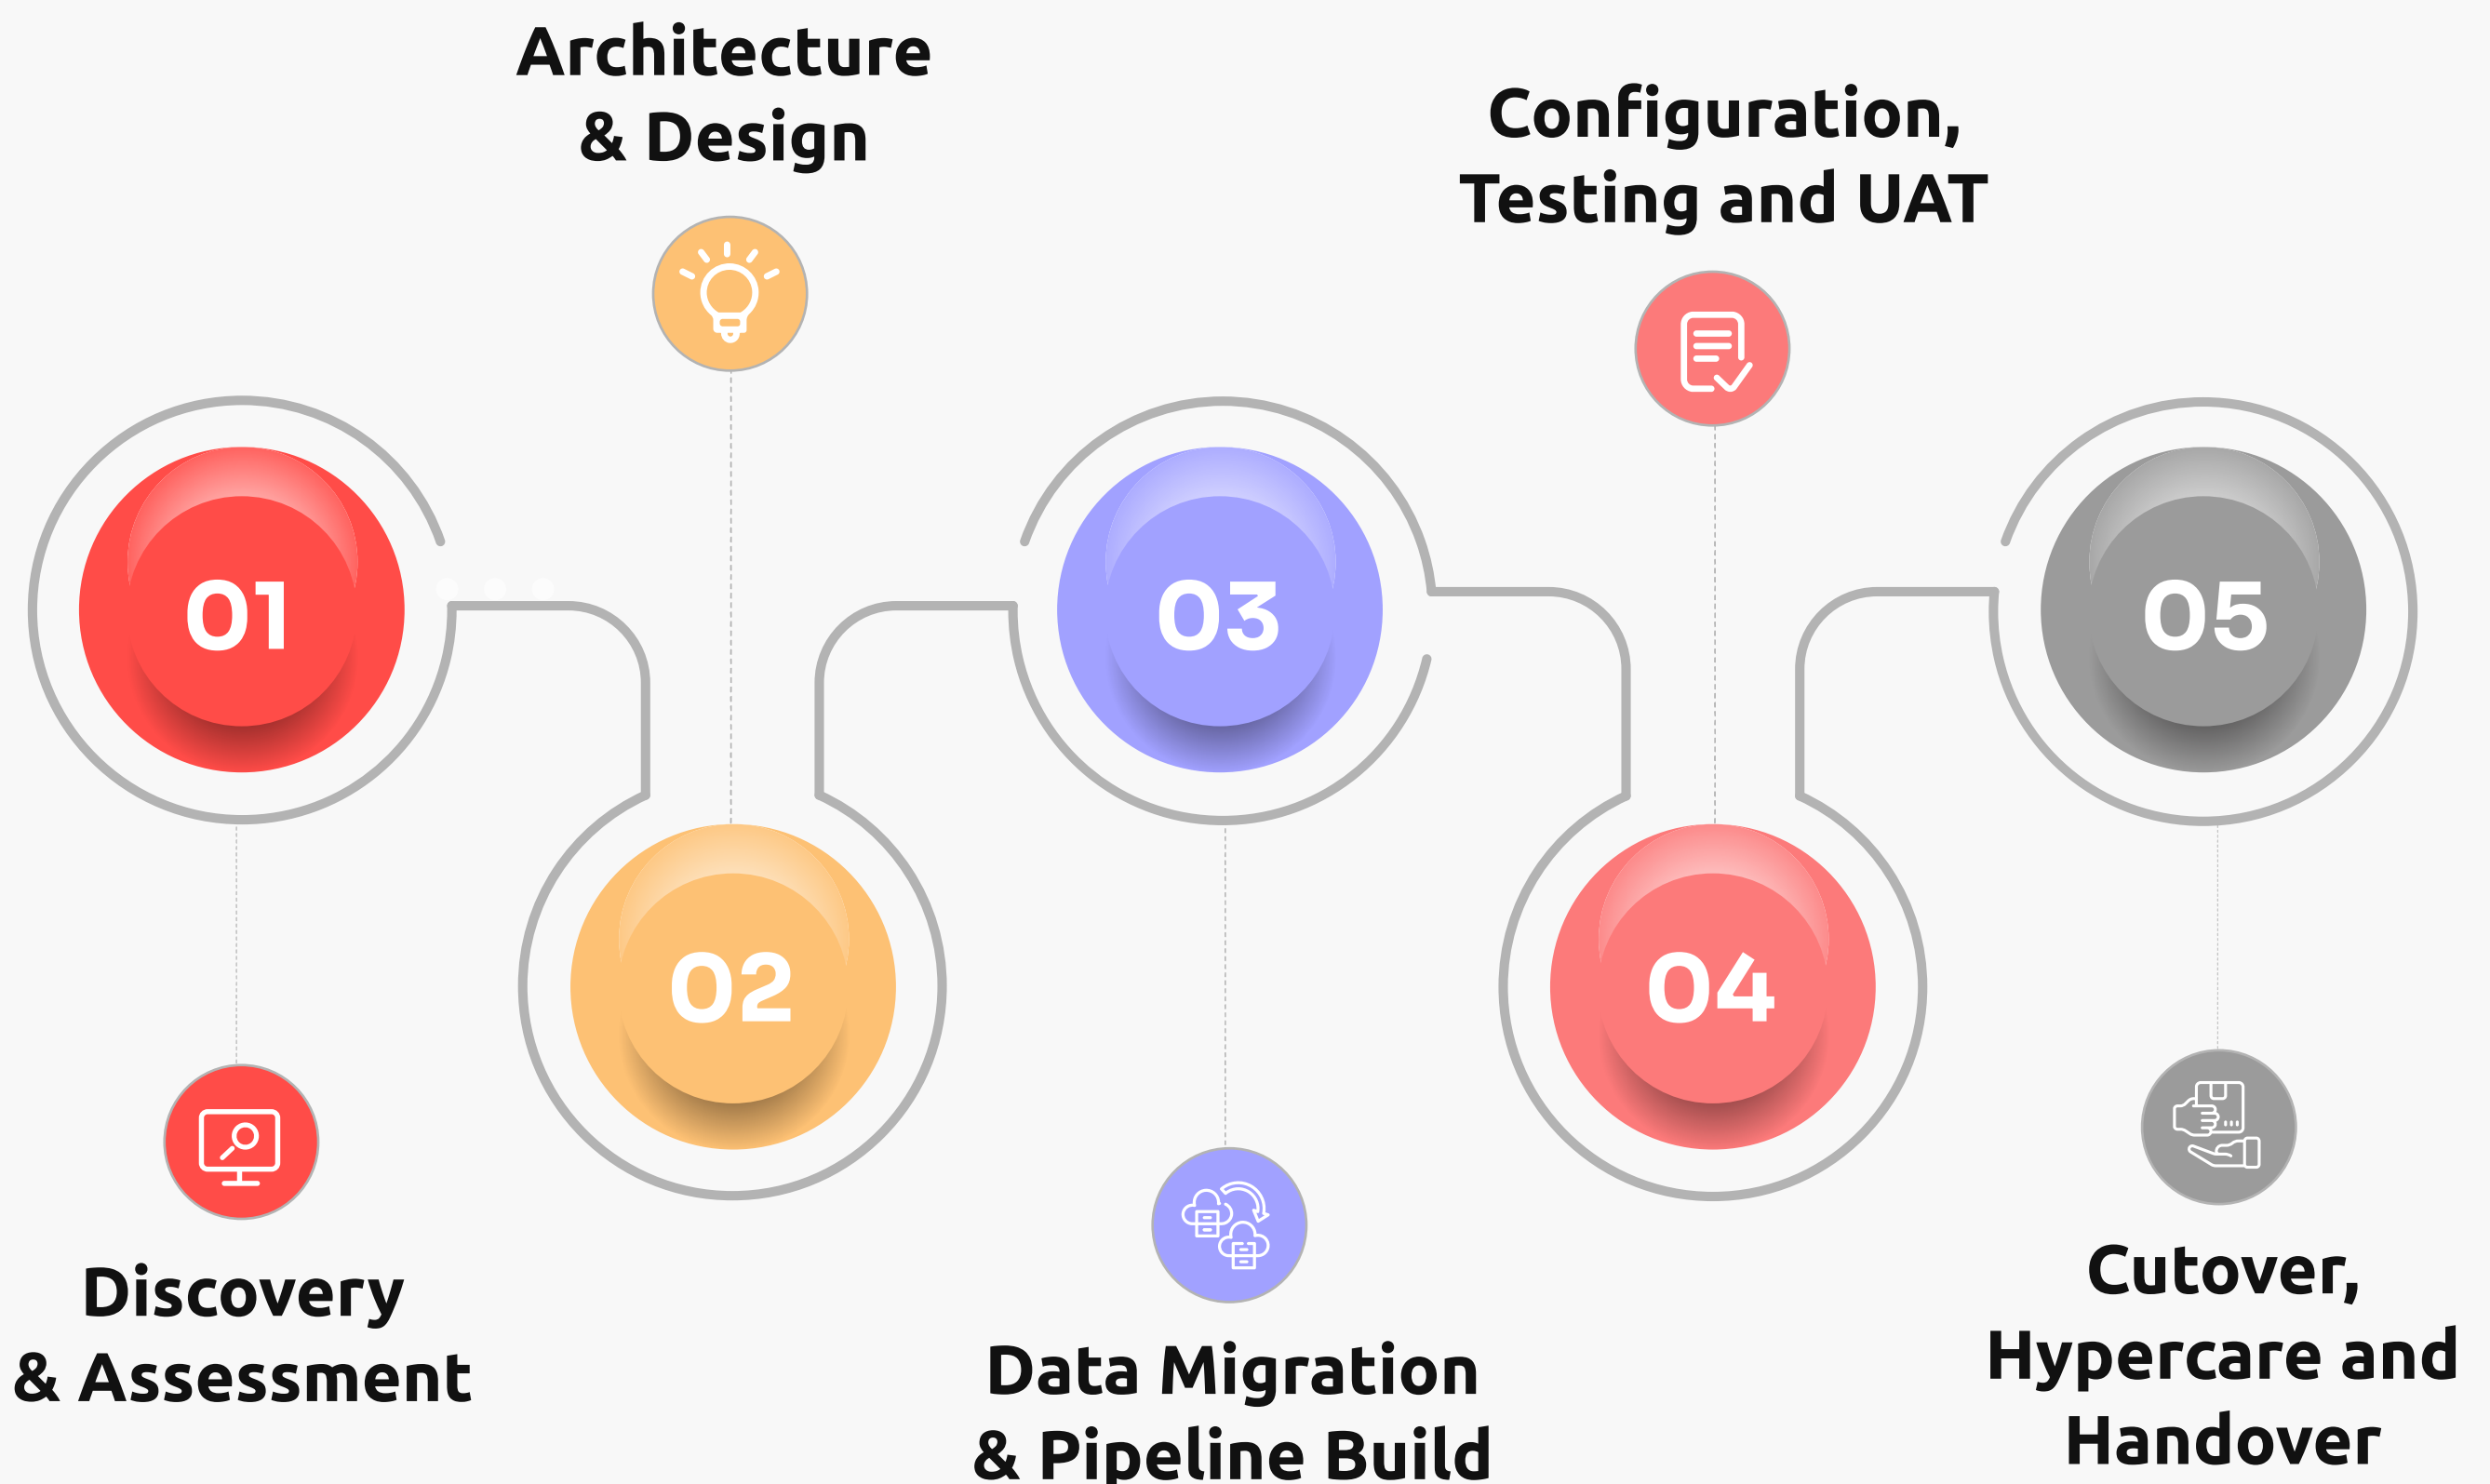 Architecture
& Design
Configuration,
Testing and UAT
01
03
05
02
04
Discovery
& Assessment
Data Migration
& Pipeline Build
Cutover,
Hypercare and
Handover